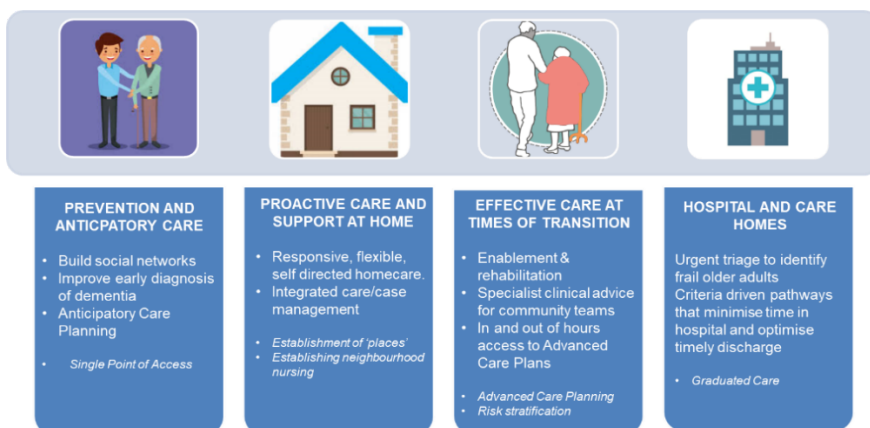 PREVENTION AND
ANTICPATORY CARE
• Build social networks
• Improve early diagnosis
of dementia
• Anticipatory Care
Planning
• Single Point of Access
PROACTIVE CARE AND
SUPPORT AT HOME
• Responsive, flexible,
self directed homecare.
• Integrated care/case
management
• Establishment of ‘places’
• Establishing neighbourhood
nursing
EFFECTIVE CARE AT
TIMES OF TRANSITION
• Enablement &
rehabilitation
• Specialist clinical advice
for community teams
• In and out of hours
access to Advanced
Care Plans
• Advanced Care Planning
• Risk stratification
HOSPITAL AND CARE
HOMES
Urgent triage to identify
frail older adults
Criteria driven pathways
that minimise time in
hospital and optimise
timely discharge
• Graduated Care